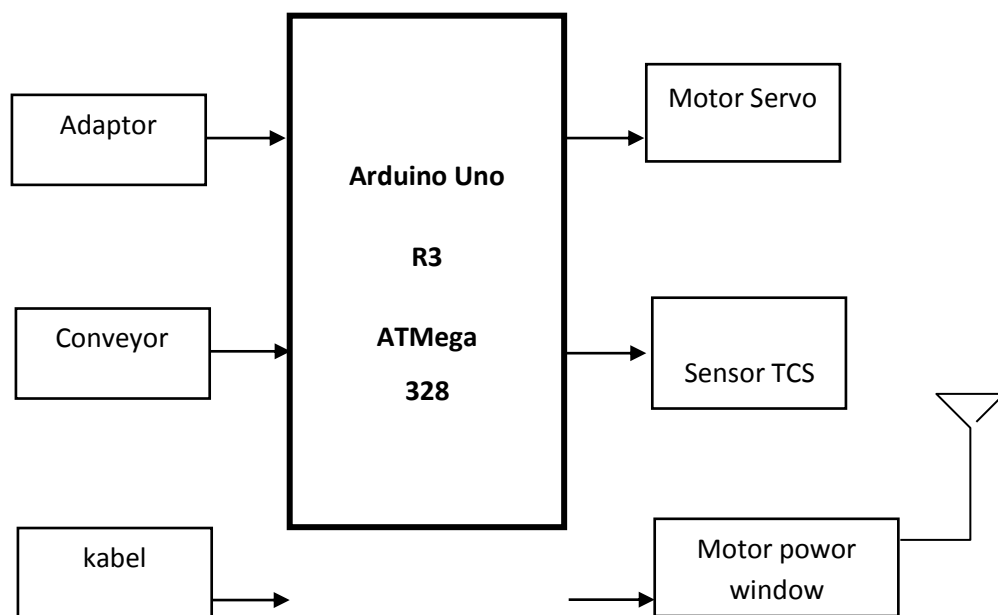 Adaptor
Conveyor
kabel
Arduino Uno
R3
ATMega
328
Motor Servo
Sensor TCS
Motor powor
window